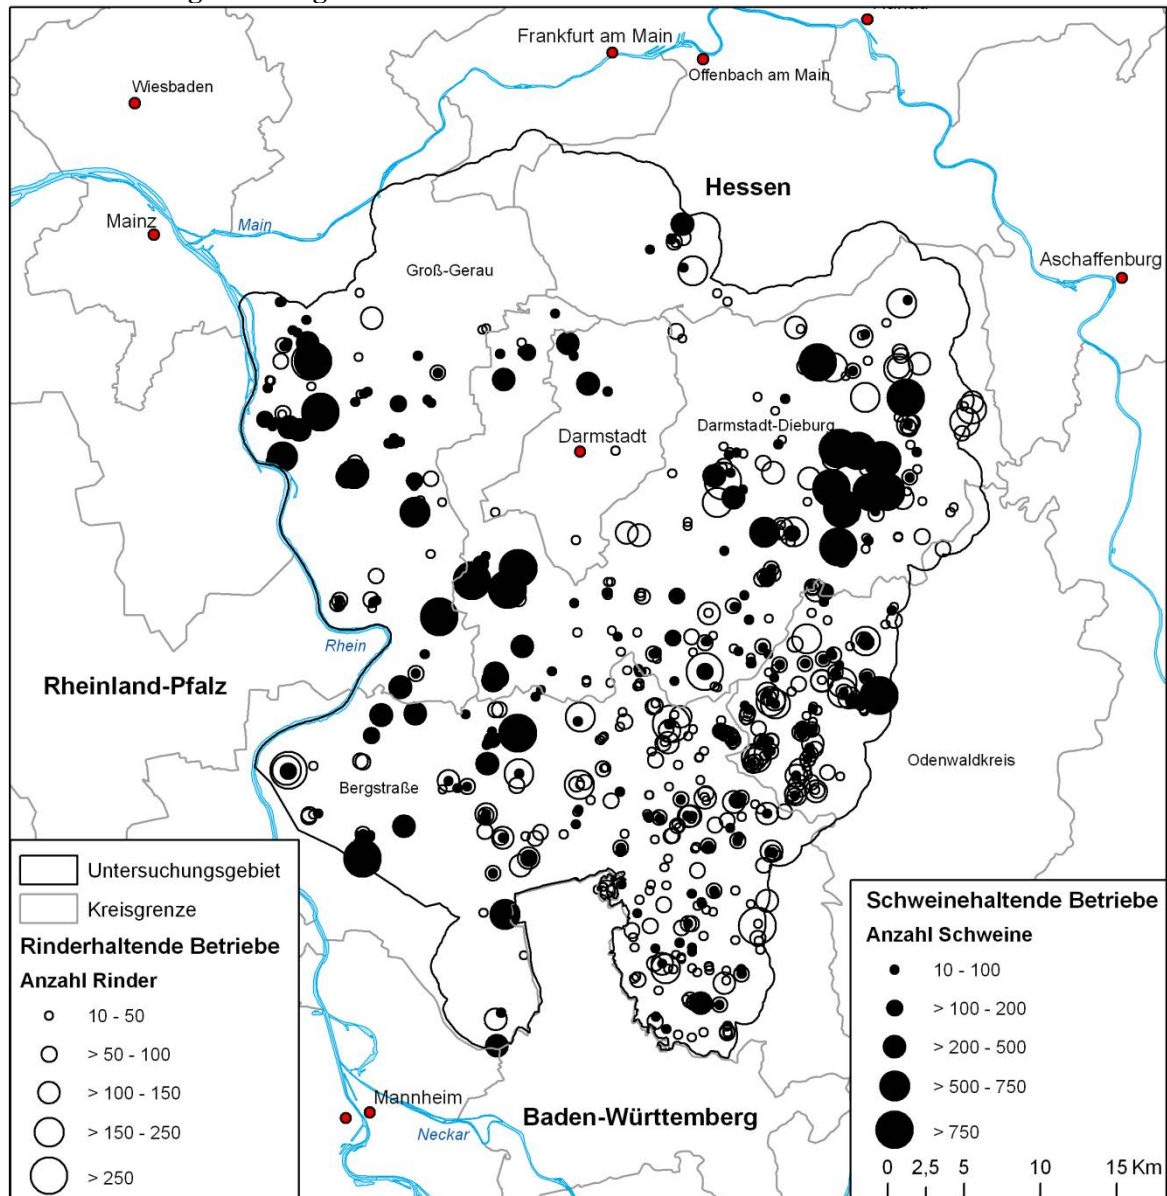 Frankfurt am Main
Offenbach am Main
Wiesbaden
Hessen
Mainz
Main
Groß-Gerau
Aschaffenburg
Darmstadt-Dieburg
Darmstadt
Rhein
Rheinland-Pfalz
Odenwaldkreis
Bergstraße
Mannheim
Neckar
Baden-Württemberg
Untersuchungsgebiet
Kreisgrenze
Rinderhaltende Betriebe
Anzahl Rinder
10 - 50
> 50 - 100
> 100 - 150
> 150 - 250
> 250
Schweinehaltende Betriebe
Anzahl Schweine
10 - 100
> 100 - 200
> 200 - 500
> 500 - 750
> 750
0 2,5 5 10 15 Km